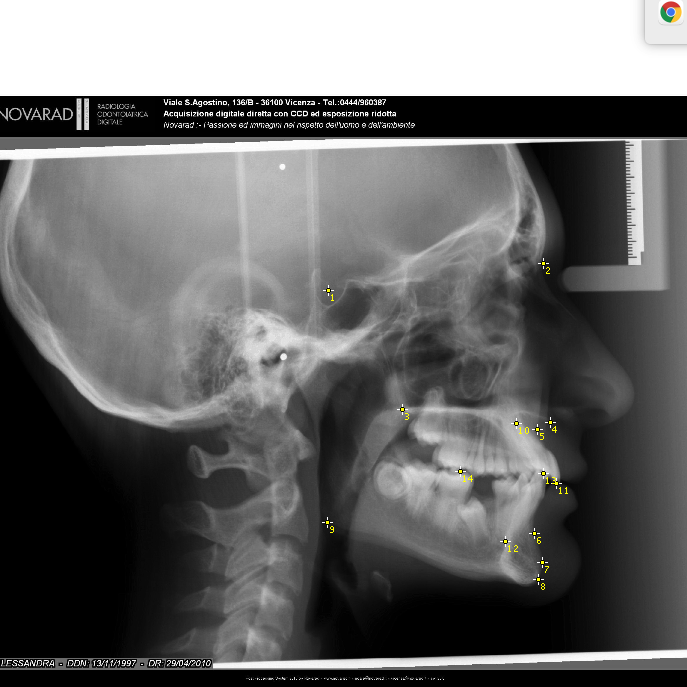 NOVARAD
RADIOLOGIA
ODONTOIATRICA
DIGITALE
Viale S.Agostino, 136/B - 36100 Vicenza - Tel.:0444/960387
Acquisizione digitale diretta con CCD ed esposizione ridotta
Novarad :- Passione ed immagini nel rispetto dell'uomo e dell'ambiente
1
2
3
4
5
10
14
13
11
9
6
12
7
8
LESSANDRA - DDN: 13/11/1997 - DR: 29/04/2010